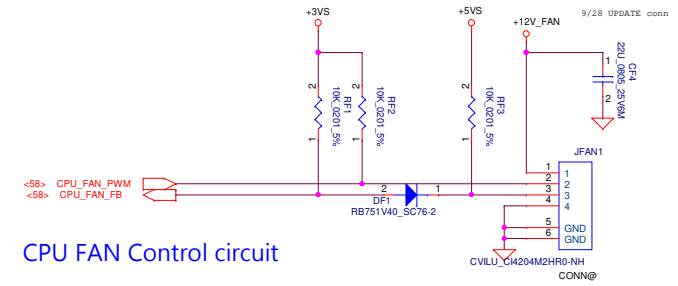 9/28 UPDATE conn
+3VS
+5VS
+12V_FAN
1
CF4
22U_0805_25V6M
2
2
RF1
10K_0201_5%
1
2
RF2
10K_0201_5%
1
2
RF3
10K_0201_5%
1
JFAN1
<58> CPU_FAN_PWM
<58> CPU_FAN_FB
2
DF1
1
RB751V40_SC76-2
1 1
2 2
3 3
4 4
5 GND
6 GND
CPU FAN Control circuit
CVILU_CI4204M2HR0-NH
CONN@